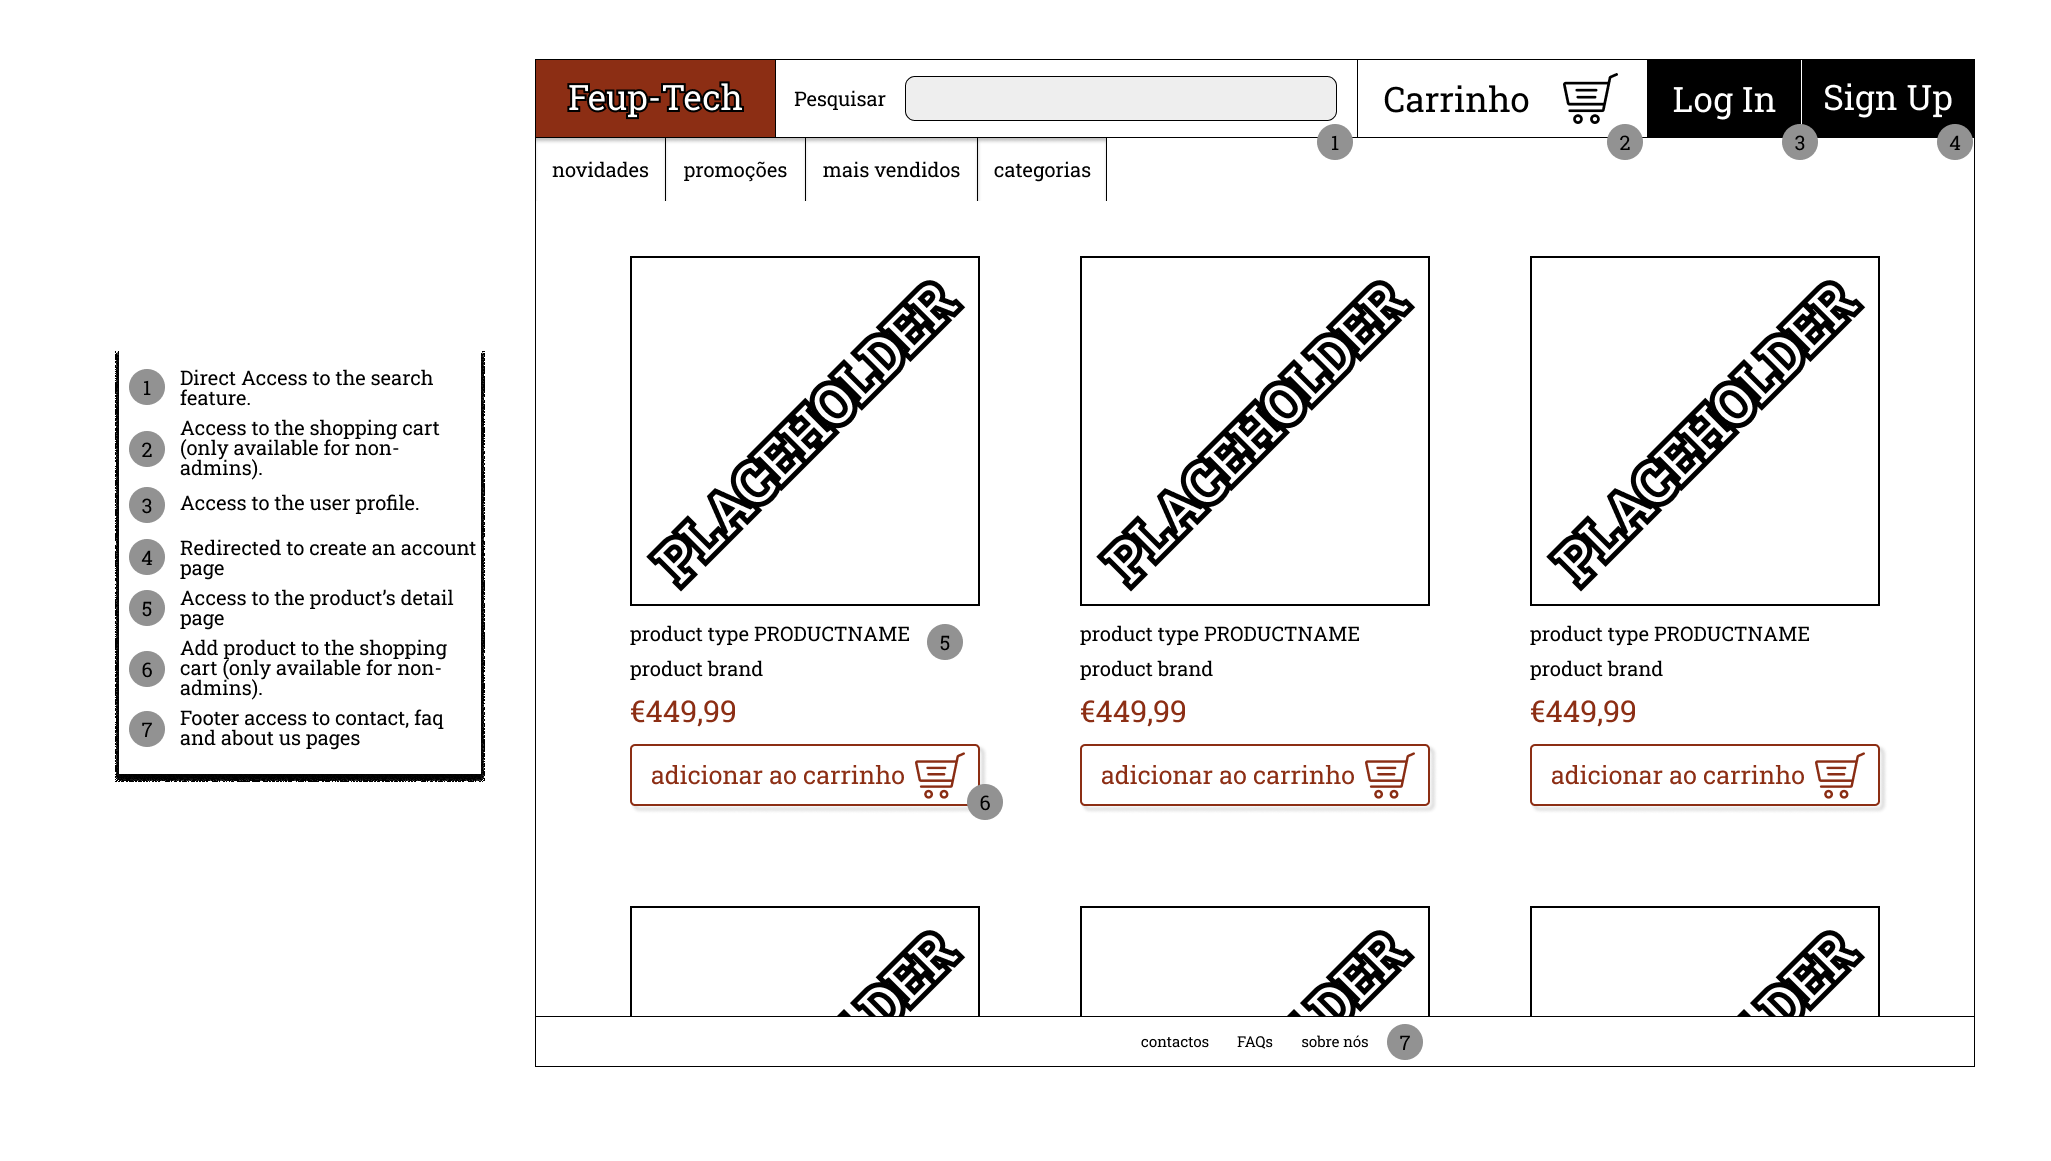 Feup-Tech
Pesquisar
Carrinho
Log In
Sign Up
1
2
3
4
novidades
promoções
mais vendidos
categorias
PLACEHOLDER
PLACEHOLDER
PLACEHOLDER
1
Direct Access to the search
feature.
2
Access to the shopping cart
(only available for non-
admins).
3
Access to the user profile.
4
Redirected to create an account
page
5
Access to the product’s detail
page
6
Add product to the shopping
cart (only available for non-
admins).
7
Footer access to contact, faq
and about us pages
product type PRODUCTNAME
5
product brand
€449,99
adicionar ao carrinho
6
product type PRODUCTNAME
product brand
€449,99
adicionar ao carrinho
product type PRODUCTNAME
product brand
€449,99
adicionar ao carrinho
DER
DER
DER
contactos
FAQs
sobre nós
7